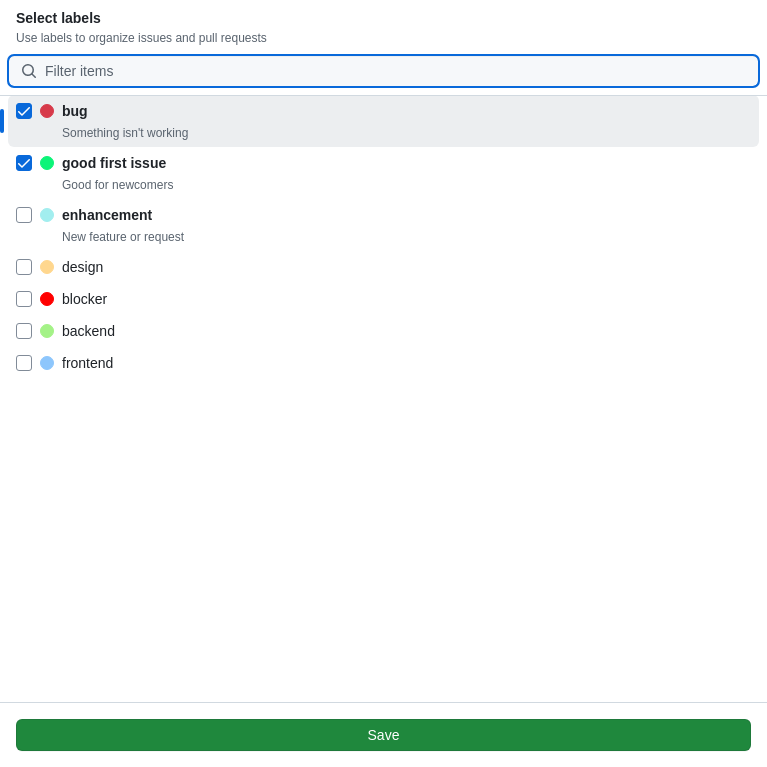 Select labels
Use labels to organize issues and pull requests
Filter items
bug
Something isn't working
good first issue
Good for newcomers
enhancement
New feature or request
design
blocker
backend
frontend
Save